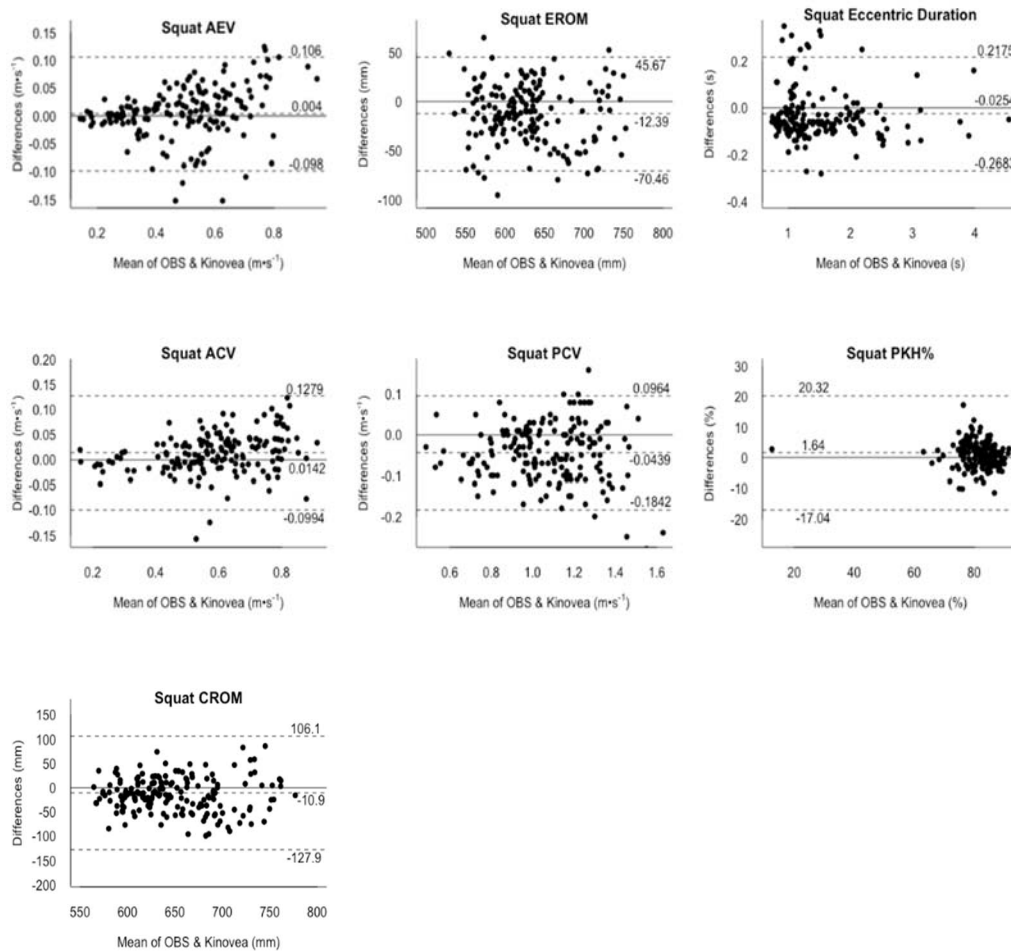 Squat AEV
Differences (m•s⁻¹)
0.15
0.10
0.05
0.00
-0.05
-0.10
-0.15
0.106
0.004
-0.098
0.2 0.4 0.6 0.8
Mean of OBS & Kinovea (m•s⁻¹)
Squat EROM
Differences (mm)
50
0
-50
-100
45.67
-12.39
-70.46
500 550 600 650 700 750 800
Mean of OBS & Kinovea (mm)
Squat Eccentric Duration
Differences (s)
0.2
0.0
-0.2
-0.4
0.2175
-0.0254
-0.2683
1 2 3 4
Mean of OBS & Kinovea (s)
Squat ACV
Differences (m•s⁻¹)
0.20
0.15
0.10
0.05
0.00
-0.05
-0.10
-0.15
0.1279
0.0142
-0.0994
0.2 0.4 0.6 0.8
Mean of OBS & Kinovea (m•s⁻¹)
Squat PCV
Differences (m•s⁻¹)
0.1
0.0
-0.1
-0.2
0.0964
-0.0439
-0.1842
0.6 0.8 1.0 1.2 1.4 1.6
Mean of OBS & Kinovea (m•s⁻¹)
Squat PKH%
Differences (%)
30
20
10
0
-10
-20
20.32
1.64
-17.04
20 40 60 80
Mean of OBS & Kinovea (%)
Squat CROM
Differences (mm)
150
100
50
0
-50
-100
-150
-200
106.1
-10.9
-127.9
550 600 650 700 750 800
Mean of OBS & Kinovea (mm)